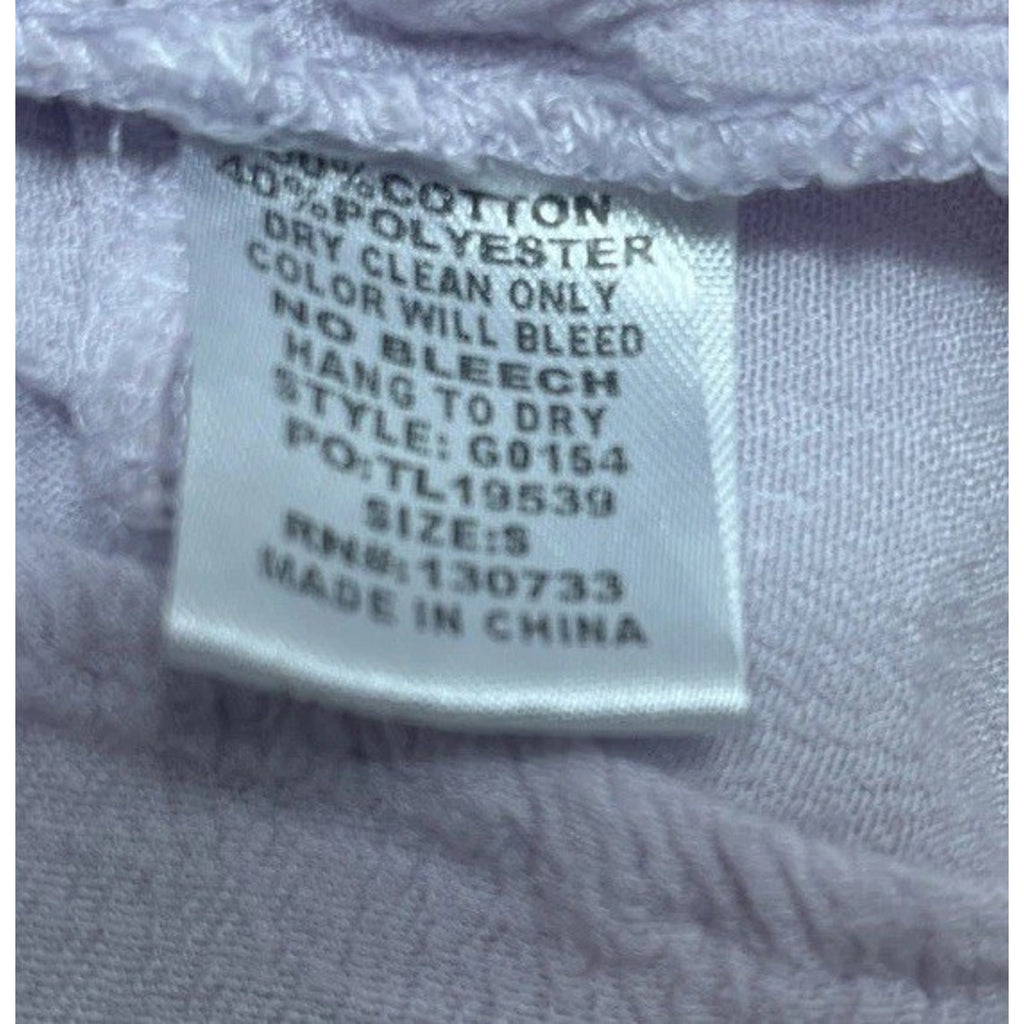 COTTON
40%POLYESTER
DRY CLEAN ONLY
COLOR WILL BLEED
NO BLEECH
HANG TO DRY
STYLE: G0154
PO:TL19539
SIZE:S
RN#:130733
MADE IN CHINA